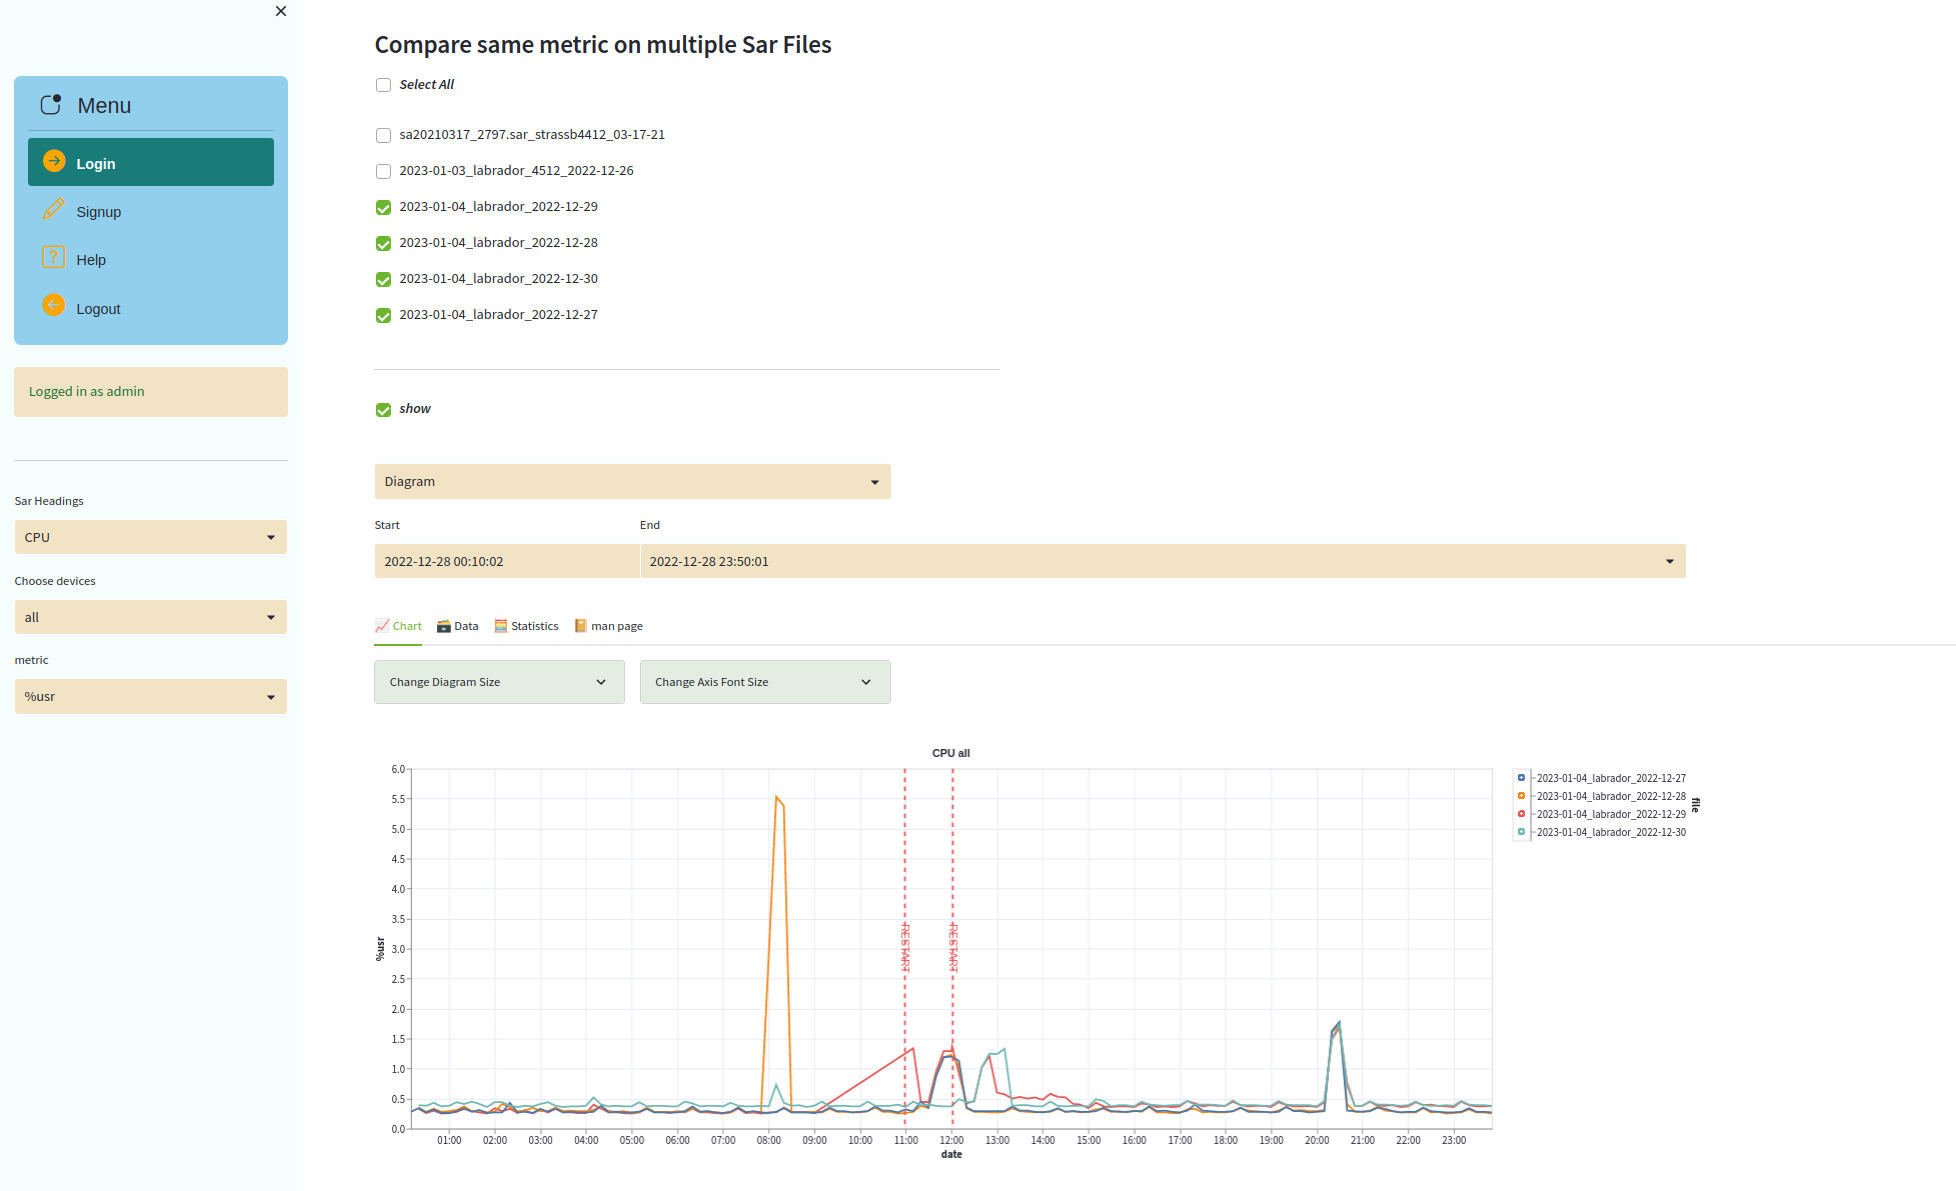 Menu
Login
Signup
Help
Logout
Logged in as admin
Sar Headings
CPU
Choose devices
all
metric
%usr
Compare same metric on multiple Sar Files
Select All
sa20210317_2797.sar_strassb4412_03-17-21
2023-01-03_labrador_4512_2022-12-26
2023-01-04_labrador_2022-12-29
2023-01-04_labrador_2022-12-28
2023-01-04_labrador_2022-12-30
2023-01-04_labrador_2022-12-27
show
Diagram
Start End
2022-12-28 00:10:02 2022-12-28 23:50:01
Chart Data Statistics man page
Change Diagram Size Change Axis Font Size
CPU all
6.0
5.5
5.0
4.5
4.0
3.5
3.0
2.5
2.0
1.5
1.0
0.5
0.0
%usr
RESTART
RESTART
01:00 02:00 03:00 04:00 05:00 06:00 07:00 08:00 09:00 10:00 11:00 12:00 13:00 14:00 15:00 16:00 17:00 18:00 19:00 20:00 21:00 22:00 23:00
date
2023-01-04_labrador_2022-12-27
2023-01-04_labrador_2022-12-28
2023-01-04_labrador_2022-12-29
2023-01-04_labrador_2022-12-30
file